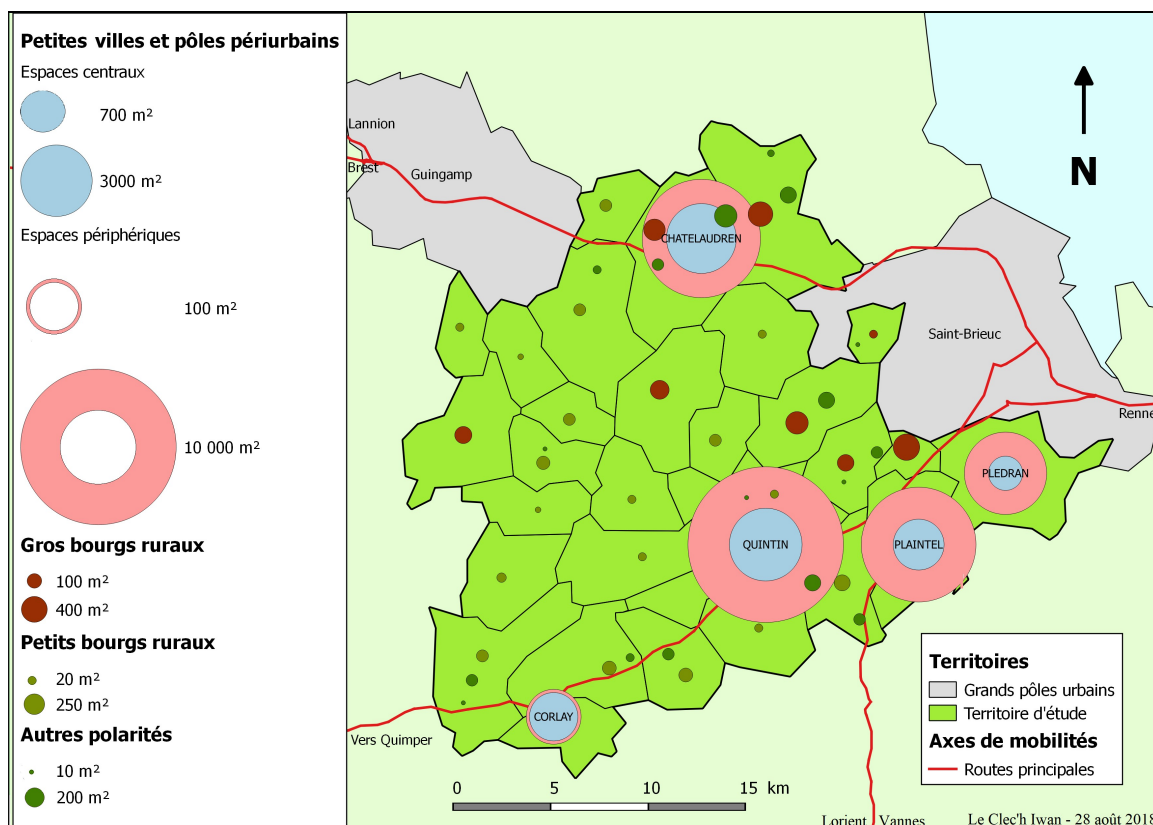 Petites villes et pôles périurbains
Espaces centraux
700 m²
3000 m²
Espaces périphériques
100 m²
10 000 m²
Gros bourgs ruraux
100 m²
400 m²
Petits bourgs ruraux
20 m²
250 m²
Autres polarités
10 m²
200 m²
Lannion
Brest
Guingamp
N
CHATELAUDREN
Saint-Brieuc
Renne
PLEDRAN
QUINTIN
PLAINTEL
CORLAY
Vers Quimper
Territoires
Grands pôles urbains
Territoire d'étude
Axes de mobilités
Routes principales
0 5 10 15 km
Lorient Vannes
Le Clec'h Iwan - 28 août 2018